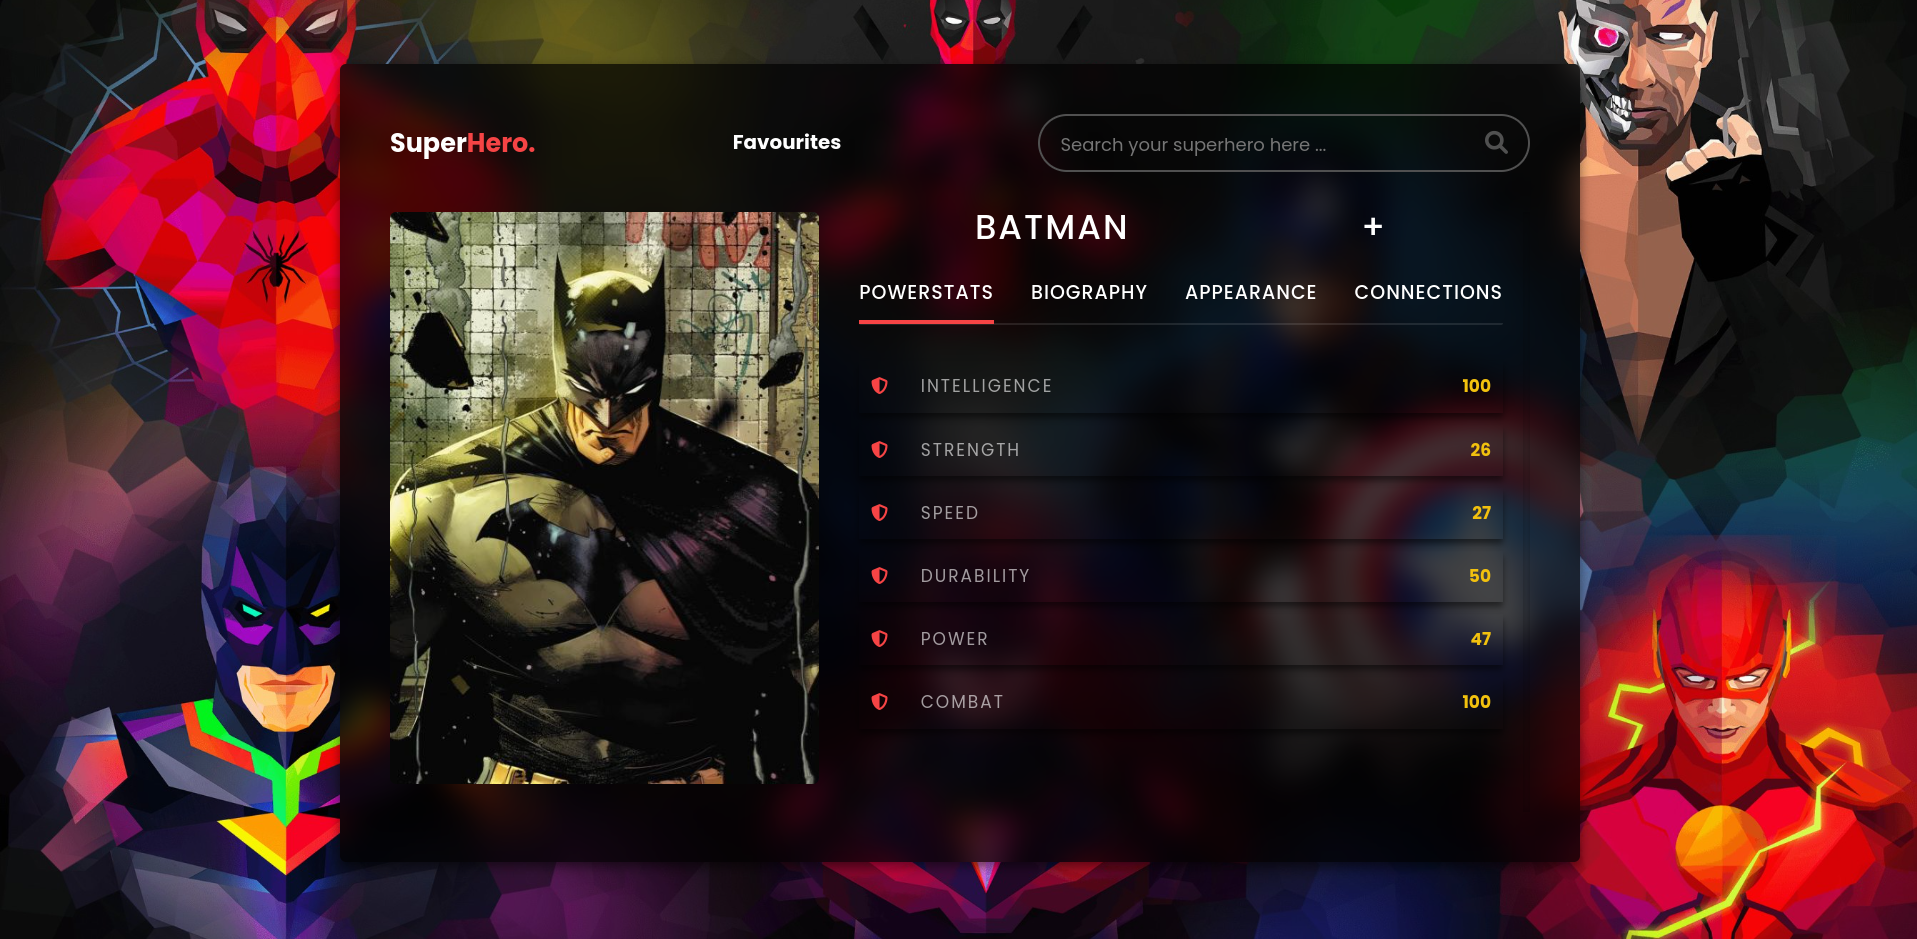 SuperHero.
Favourites
Search your superhero here ...
BATMAN +
POWERSTATS BIOGRAPHY APPEARANCE CONNECTIONS
INTELLIGENCE 100
STRENGTH 26
SPEED 27
DURABILITY 50
POWER 47
COMBAT 100